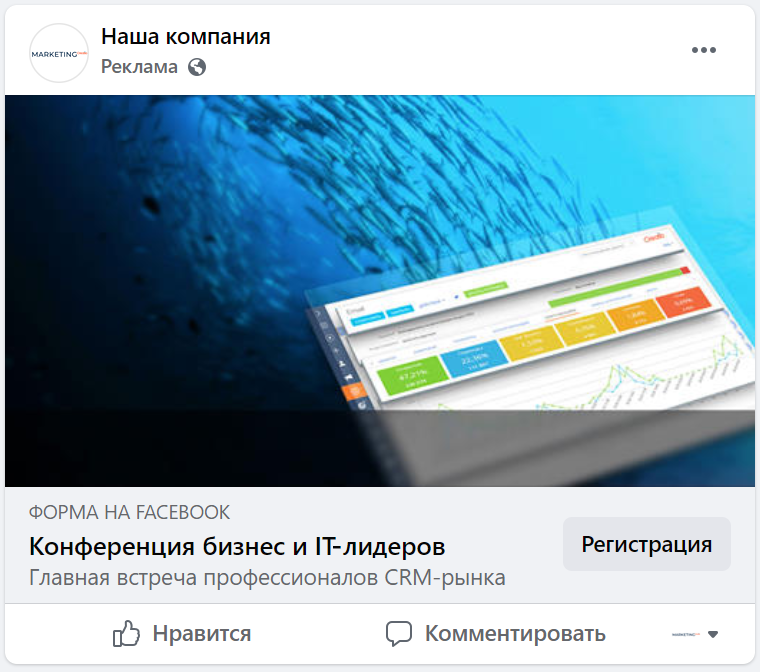 MARKETING
Наша компания
Реклама
Email
47,21%
22,96%
ФОРМА НА FACEBOOK
Конференция бизнес и IT-лидеров
Регистрация
Главная встреча профессионалов CRM-рынка
Нравится
Комментировать
MARKETING